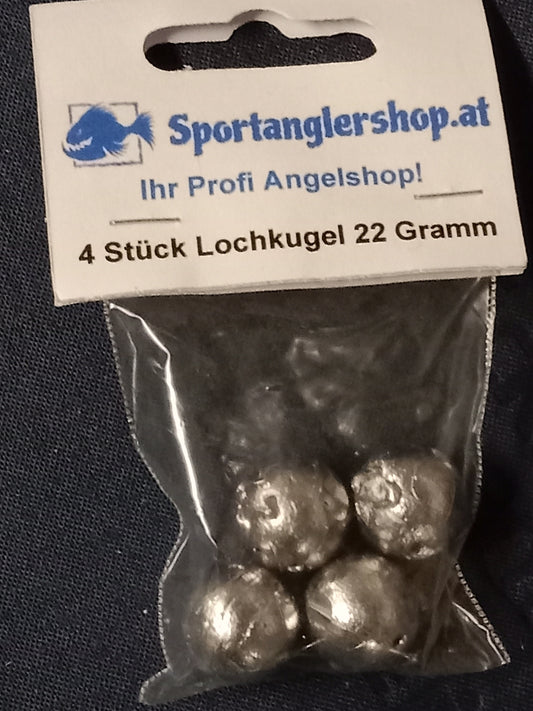 Sportanglershop.at
Ihr Profi Angelshop!
4 Stück Lochkugel 22 Gramm